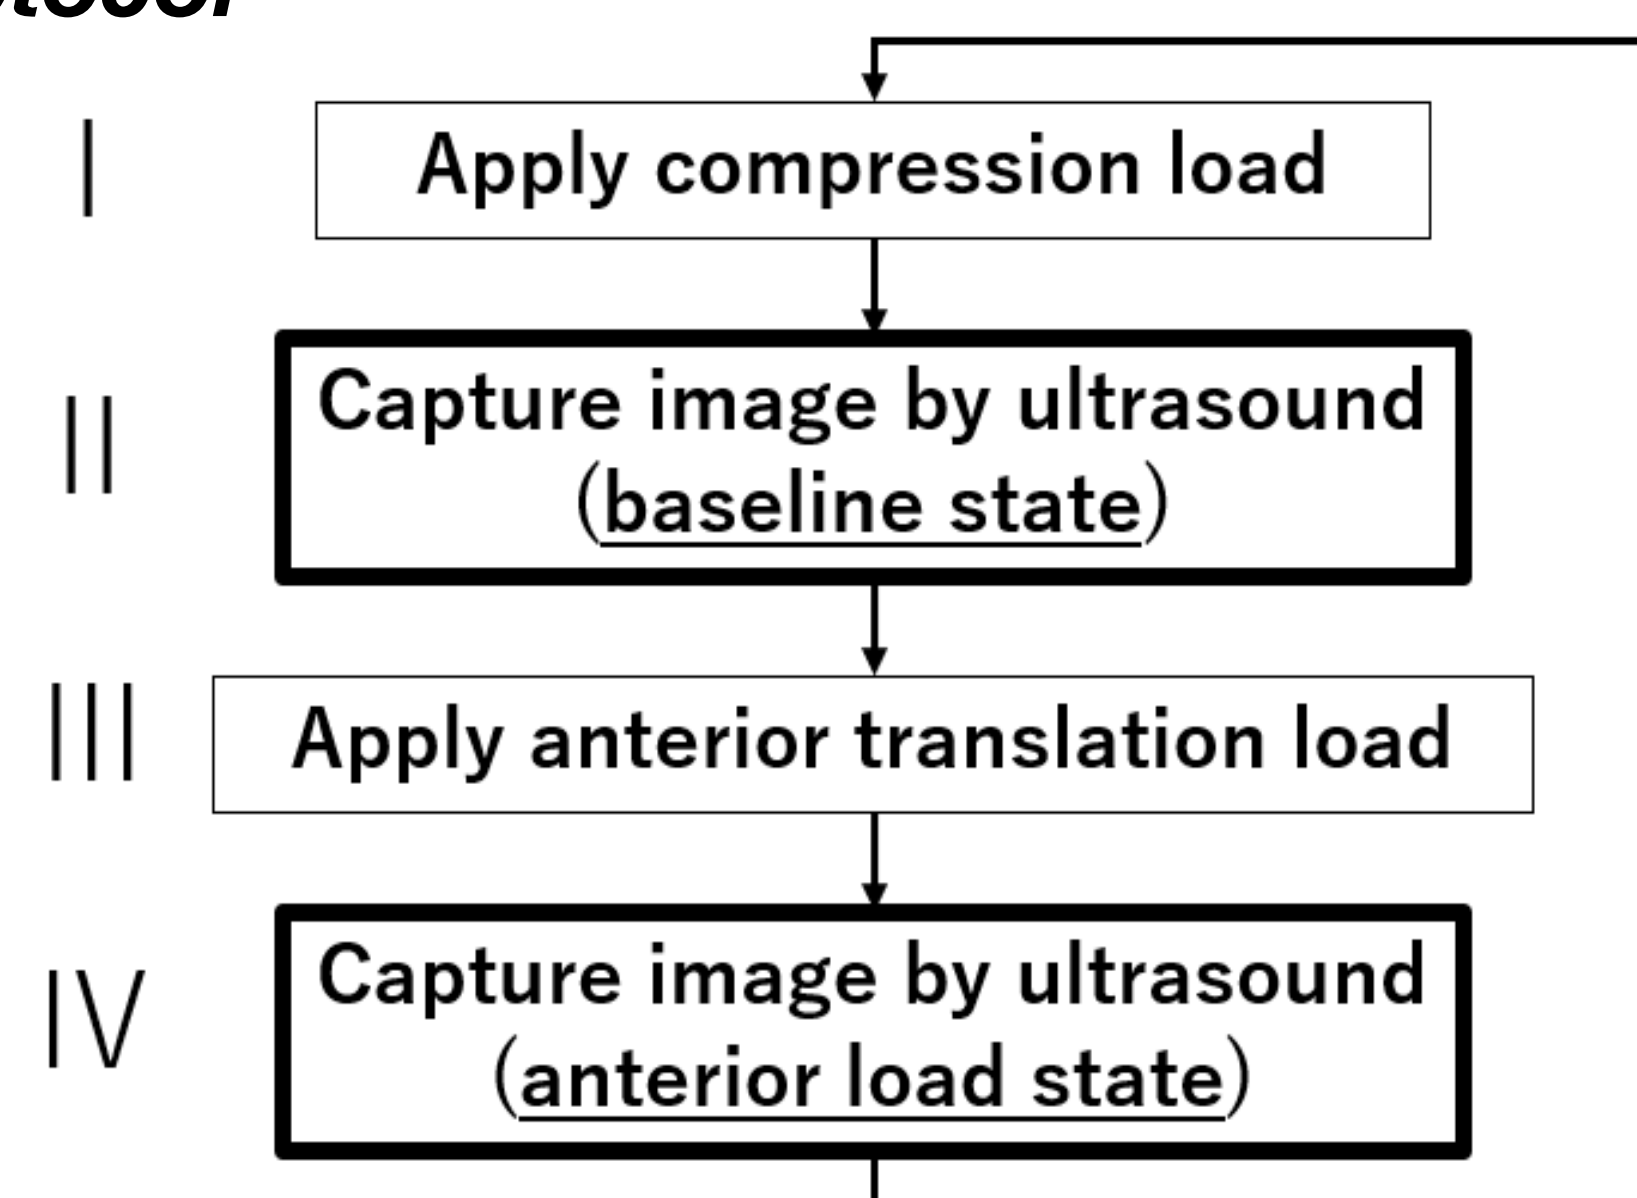 I
Apply compression load
II
Capture image by ultrasound
(baseline state)
III
Apply anterior translation load
IV
Capture image by ultrasound
(anterior load state)